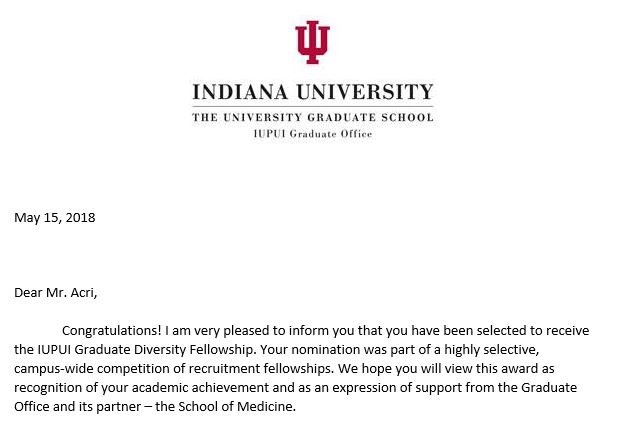 INDIANA UNIVERSITY
THE UNIVERSITY GRADUATE SCHOOL
IUPUI Graduate Office
May 15, 2018
Dear Mr. Acri,
Congratulations! I am very pleased to inform you that you have been selected to receive
the IUPUI Graduate Diversity Fellowship. Your nomination was part of a highly selective,
campus-wide competition of recruitment fellowships. We hope you will view this award as
recognition of your academic achievement and as an expression of support from the Graduate
Office and its partner – the School of Medicine.